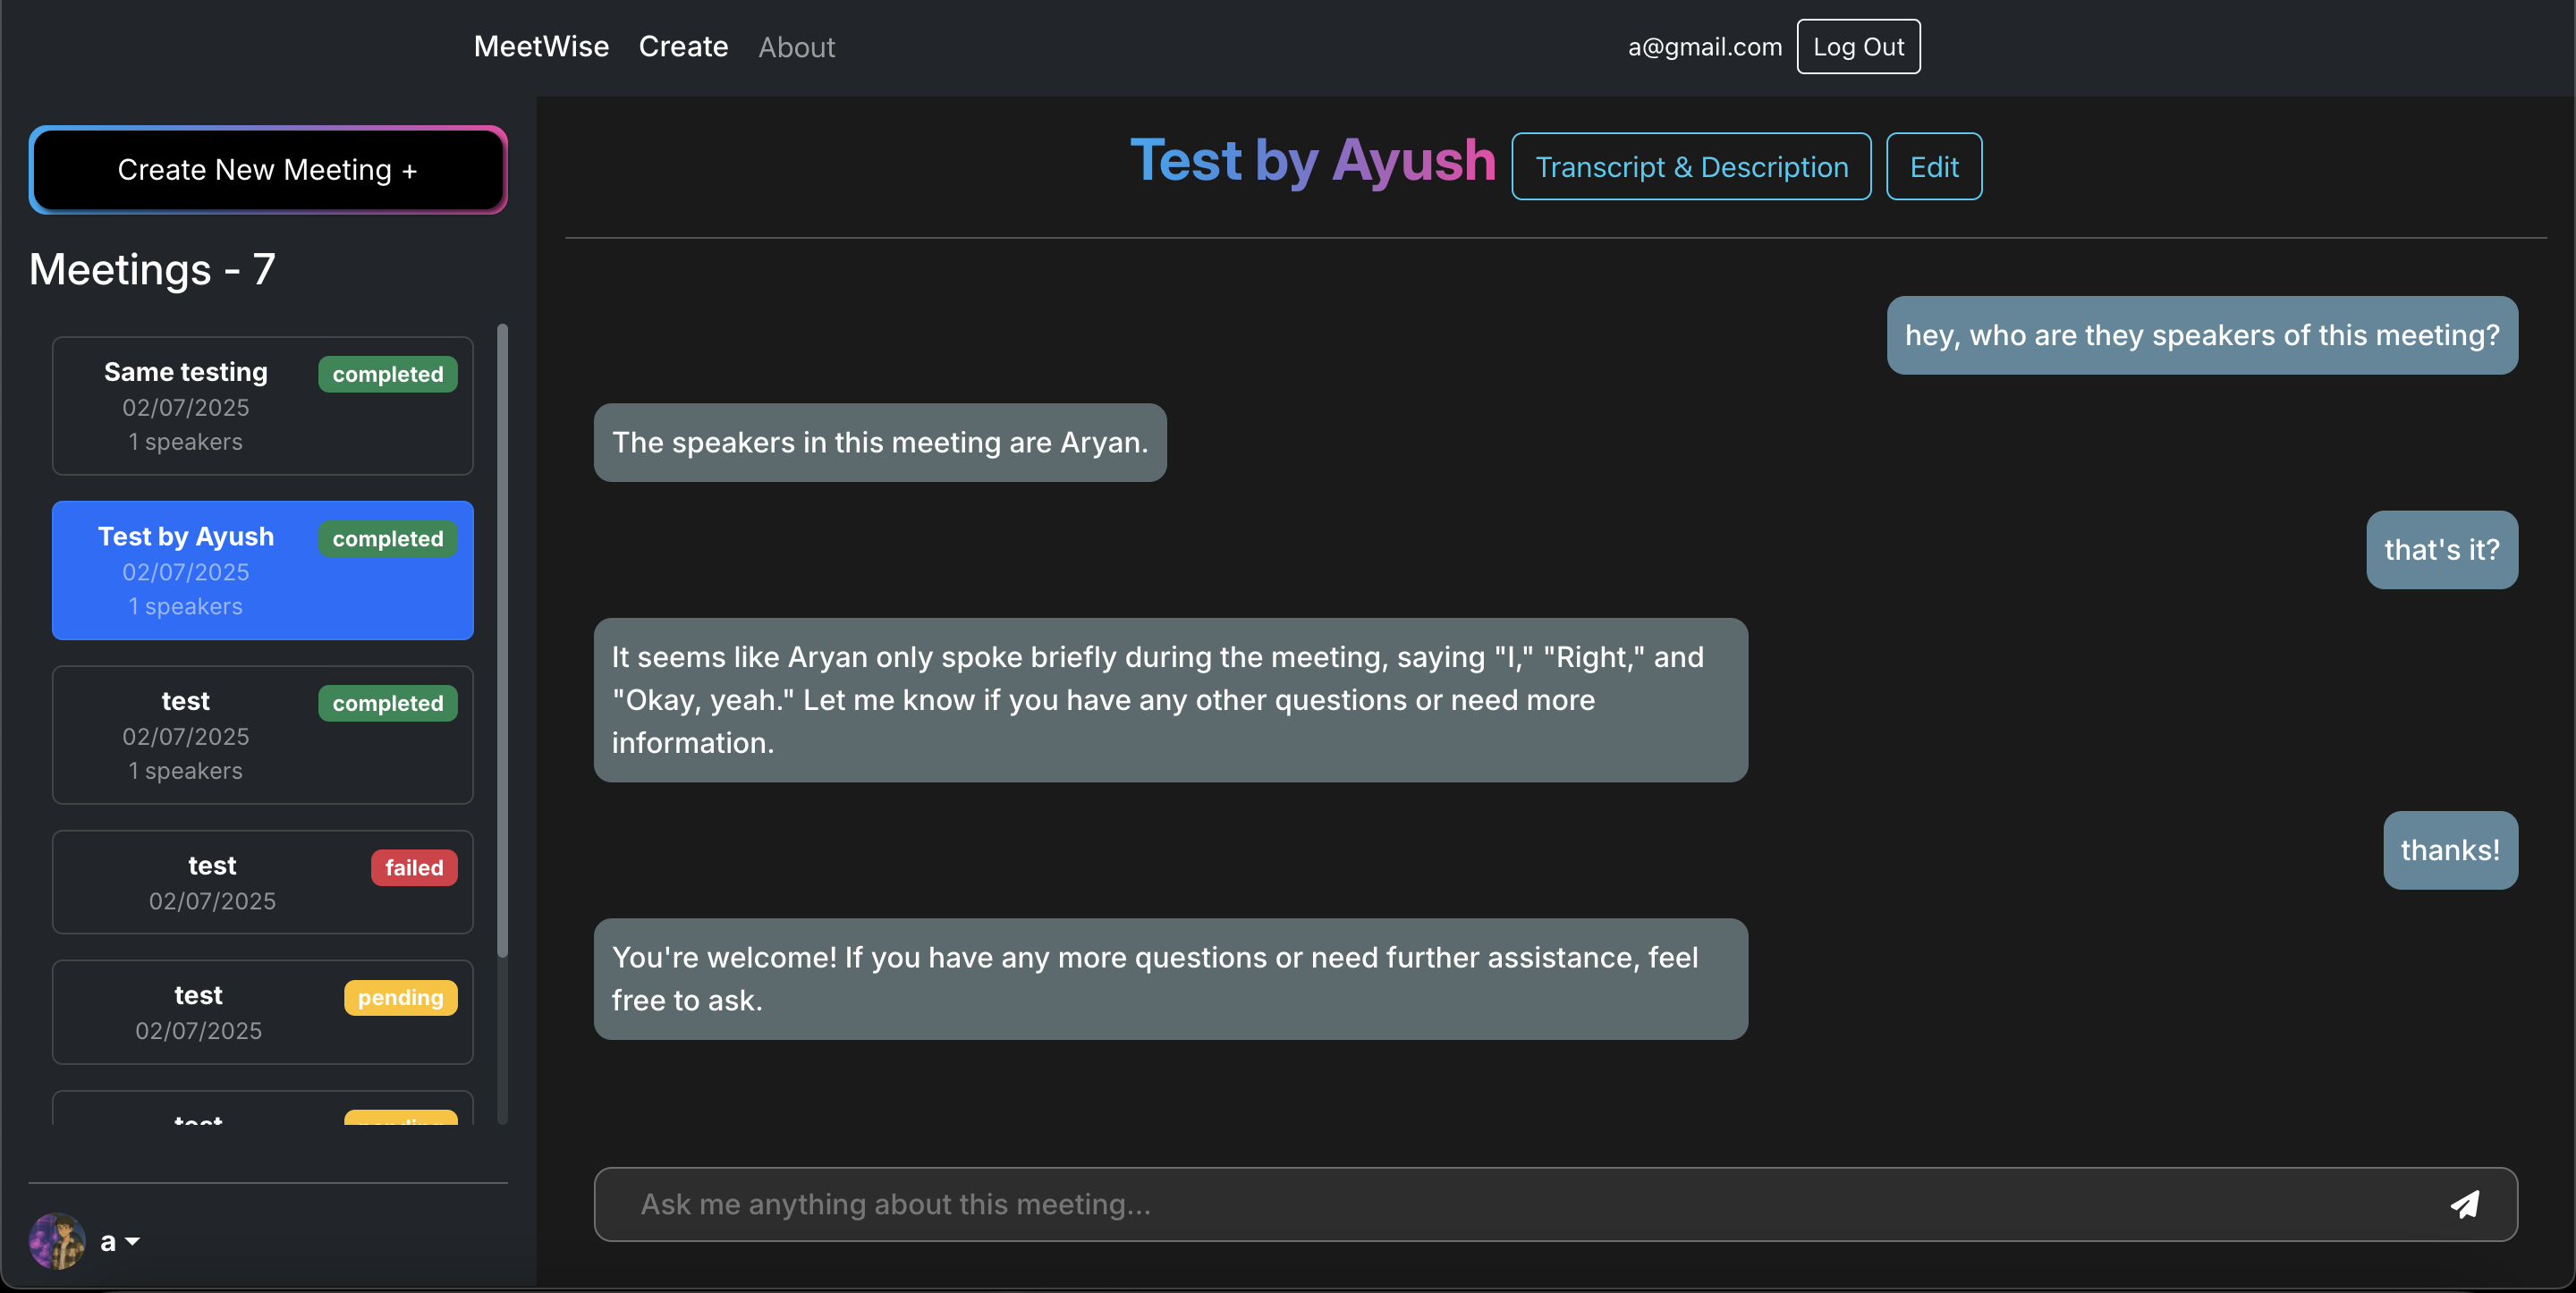 MeetWise Create About
a@gmail.com Log Out
Create New Meeting +
Meetings - 7
Same testing completed
02/07/2025
1 speakers
Test by Ayush completed
02/07/2025
1 speakers
test completed
02/07/2025
1 speakers
test failed
02/07/2025
test pending
02/07/2025
test pending
a
Test by Ayush Transcript & Description Edit
hey, who are they speakers of this meeting?
The speakers in this meeting are Aryan.
that's it?
It seems like Aryan only spoke briefly during the meeting, saying "I," "Right," and
"Okay, yeah." Let me know if you have any other questions or need more
information.
thanks!
You're welcome! If you have any more questions or need further assistance, feel
free to ask.
Ask me anything about this meeting...